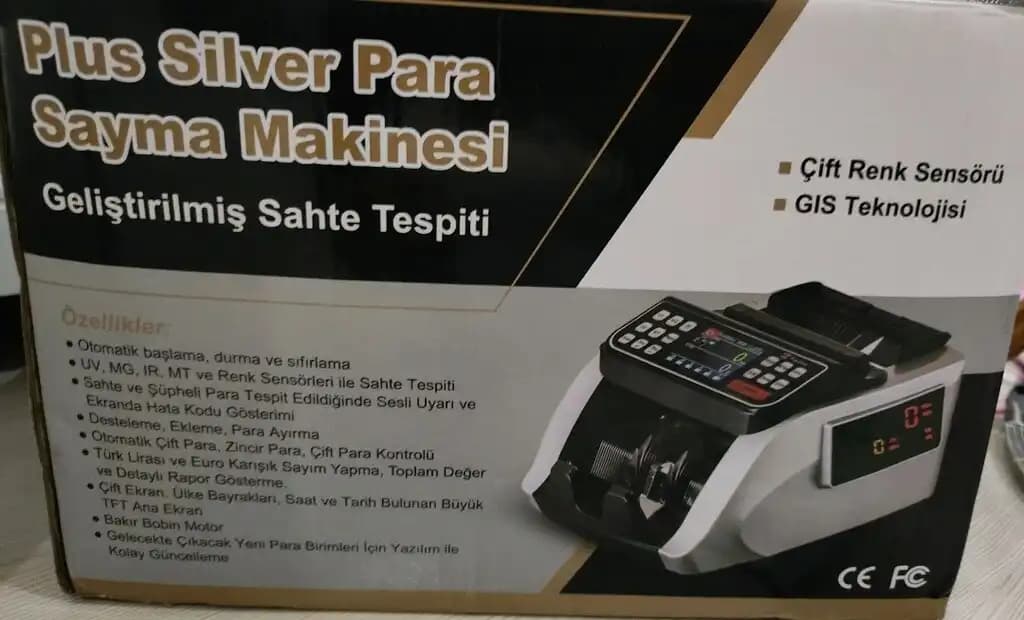 Plus Silver Para
Sayma Makinesi
Geliştirilmiş Sahte Tespiti
▪ Çift Renk Sensörü
▪ GIS Teknolojisi
Özellikler:
• Otomatik başlama, durma ve sıfırlama
• UV, MG, IR, MT ve Renk Sensörleri ile Sahte Tespiti
• Sahte ve Şüpheli Para Tespit Edildiğinde Sesli Uyarı ve
Ekranda Hata Kodu Gösterimi
• Desteleme, Ekleme, Para Ayırma
• Otomatik Çift Para, Zincir Para, Çift Para Kontrolü
• Türk Lirası ve Euro Karışık Sayım Yapma, Toplam Değer
ve Detaylı Rapor Gösterme.
• Çift Ekran, Ülke Bayrakları, Saat ve Tarih Bulunan Büyük
TFT Ana Ekran
• Bakır Bobin Motor
• Gelecekte Çıkacak Yeni Para Birimleri İçin Yazılım ile
Kolay Güncelleme
0
0
0
CE FC